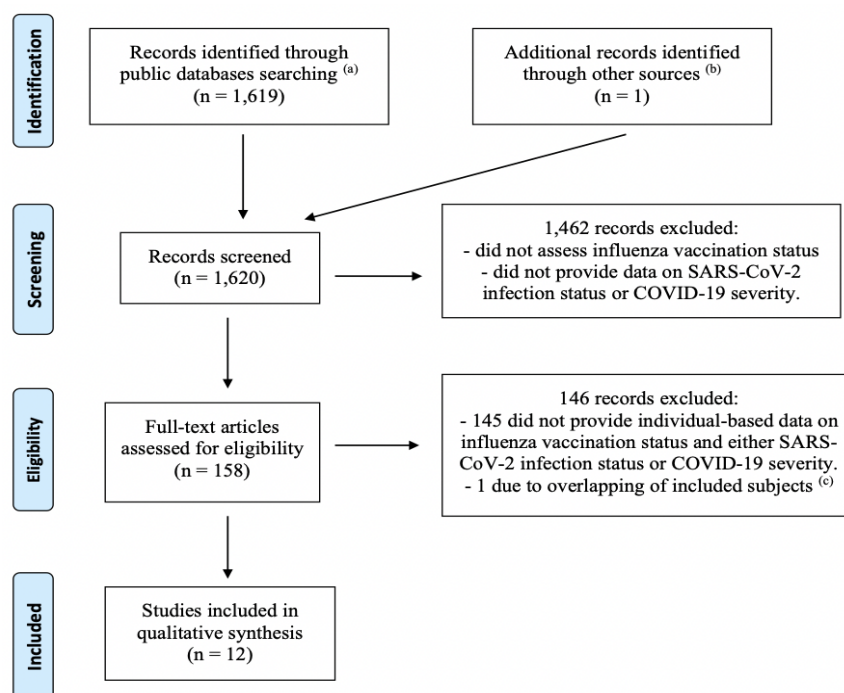 Identification
Records identified through
public databases searching (a)
(n = 1,619)
Additional records identified
through other sources (b)
(n = 1)
Screening
Records screened
(n = 1,620)
1,462 records excluded:
- did not assess influenza vaccination status
- did not provide data on SARS-CoV-2
infection status or COVID-19 severity.
Eligibility
Full-text articles
assessed for eligibility
(n = 158)
146 records excluded:
- 145 did not provide individual-based data on
influenza vaccination status and either SARS-
CoV-2 infection status or COVID-19 severity.
- 1 due to overlapping of included subjects (c)
Included
Studies included in
qualitative synthesis
(n = 12)